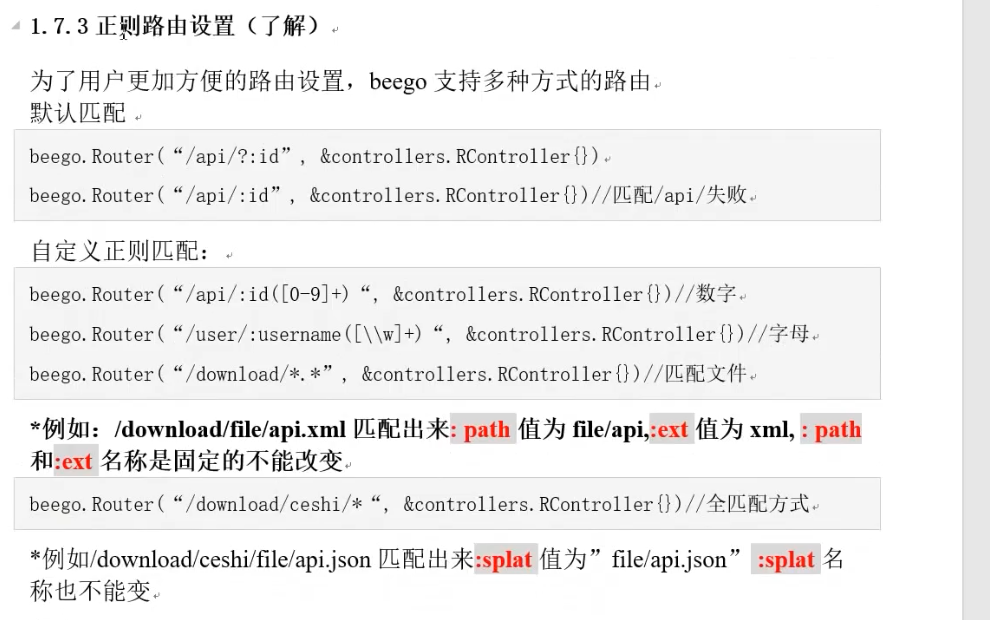 1.7.3 正则路由设置（了解）
为了用户更加方便的路由设置，beego 支持多种方式的路由
默认匹配
beego.Router(“/api/?:id”, &controllers.RController{})
beego.Router(“/api/:id”, &controllers.RController{})//匹配/api/失败
自定义正则匹配：
beego.Router(“/api/:id([0-9]+)“, &controllers.RController{})//数字
beego.Router(“/user/:username([\\w]+)“, &controllers.RController{})//字母
beego.Router(“/download/*.*”, &controllers.RController{})//匹配文件
*例如：/download/file/api.xml 匹配出来: path 值为 file/api,:ext 值为 xml, : path
和:ext 名称是固定的不能改变
beego.Router(“/download/ceshi/*“, &controllers.RController{})//全匹配方式
*例如/download/ceshi/file/api.json 匹配出来:splat 值为”file/api.json” :splat 名
称也不能变